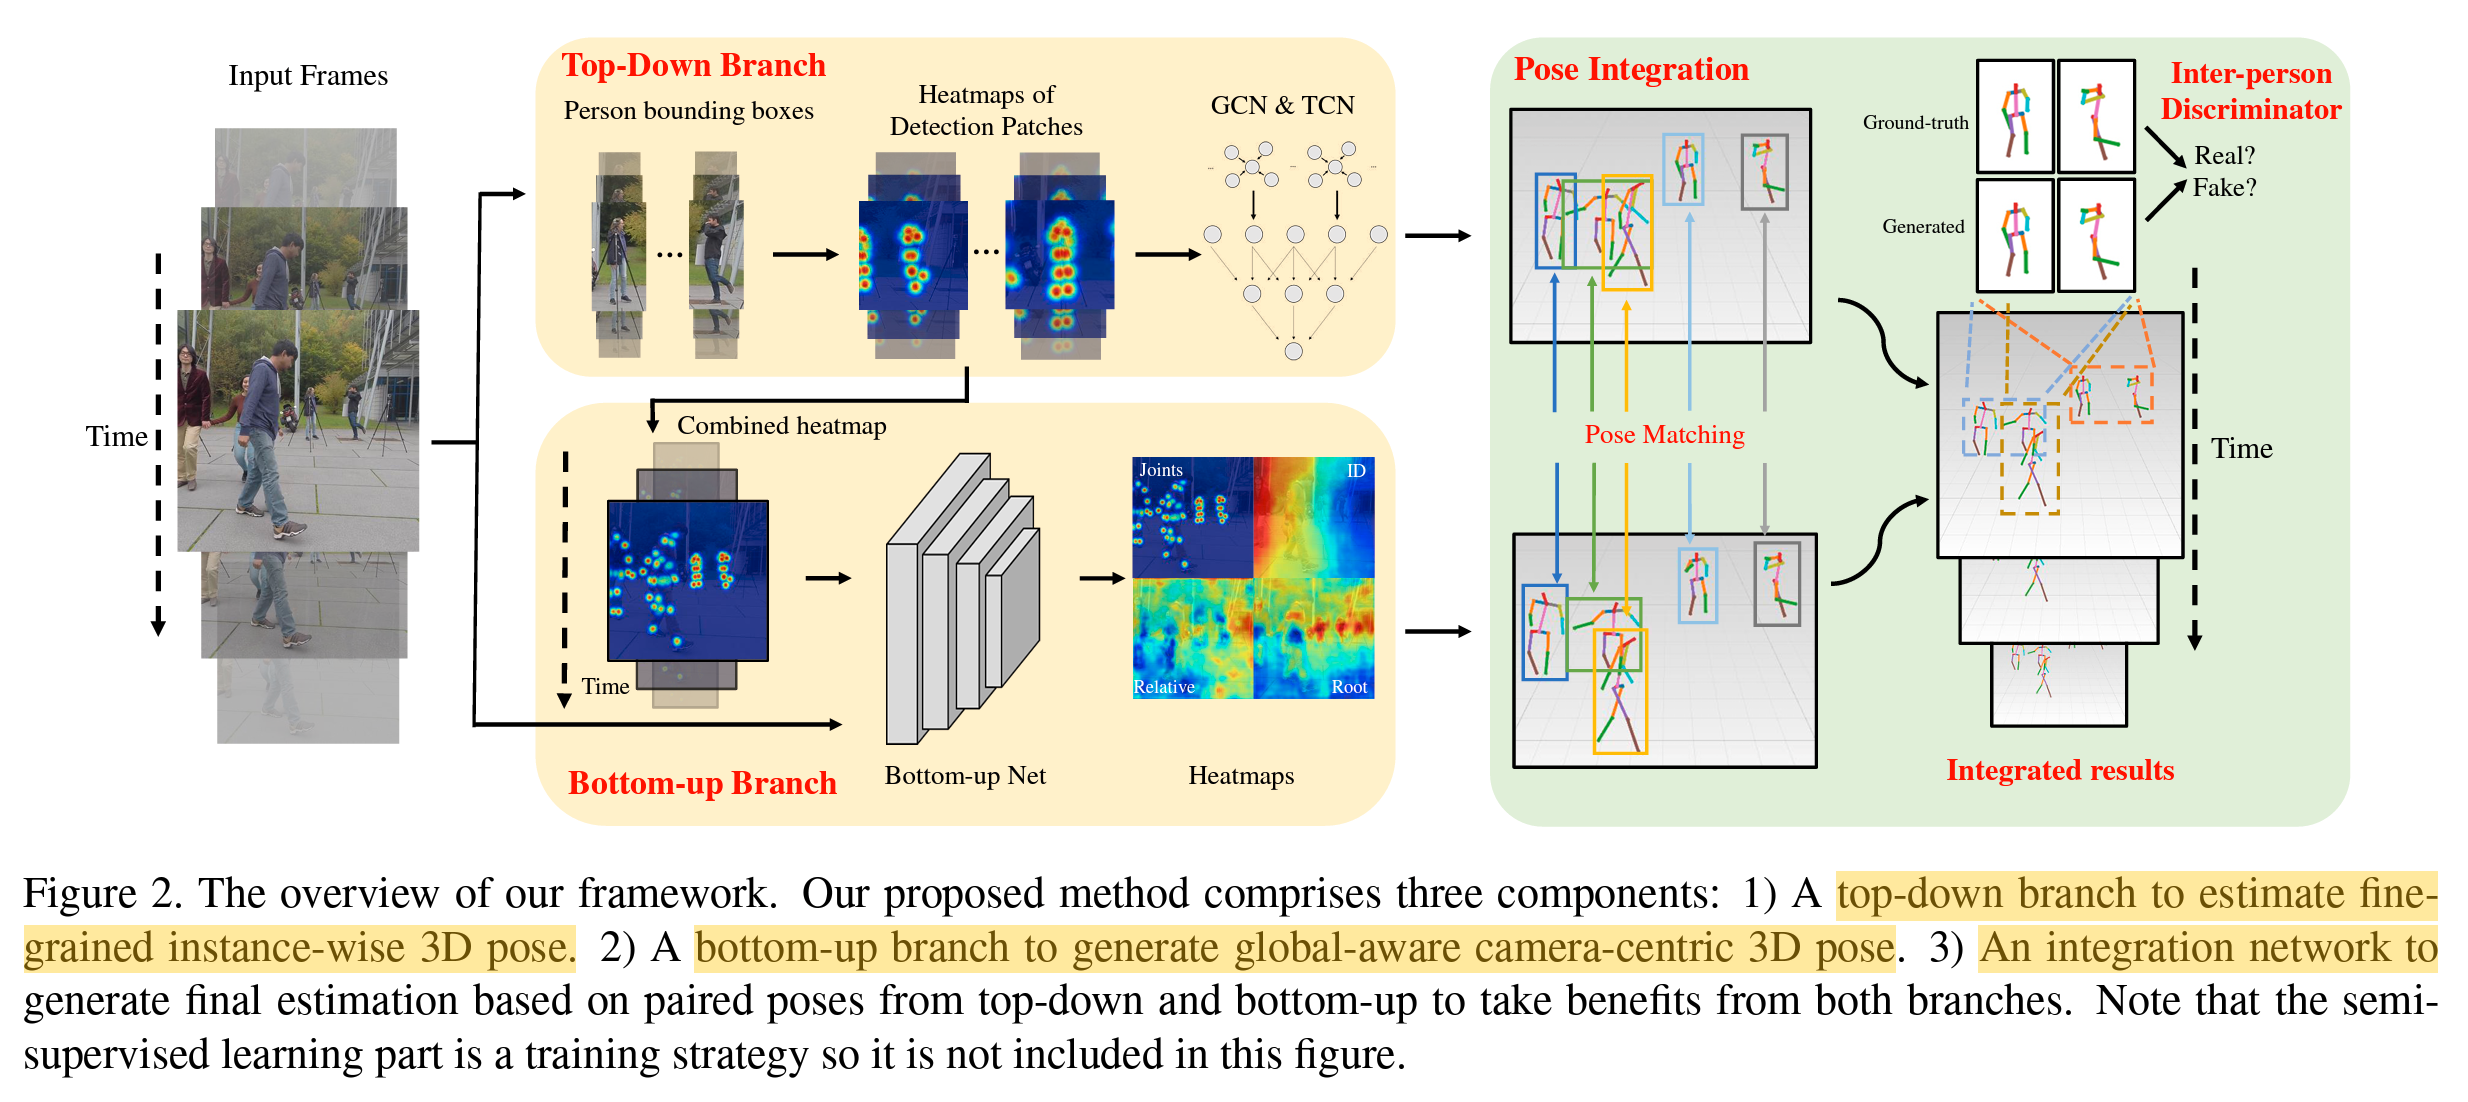 Input Frames
Time
Top-Down Branch
Person bounding boxes
Heatmaps of
Detection Patches
GCN & TCN
...
...
...
...
...
Combined heatmap
Time
Bottom-up Branch
Bottom-up Net
Joints
ID
Relative
Root
Heatmaps
Pose Integration
Pose Matching
Inter-person
Discriminator
Ground-truth
Generated
Real?
Fake?
Time
Integrated results
Figure 2. The overview of our framework. Our proposed method comprises three components: 1) A top-down branch to estimate fine-
grained instance-wise 3D pose. 2) A bottom-up branch to generate global-aware camera-centric 3D pose. 3) An integration network to
generate final estimation based on paired poses from top-down and bottom-up to take benefits from both branches. Note that the semi-
supervised learning part is a training strategy so it is not included in this figure.